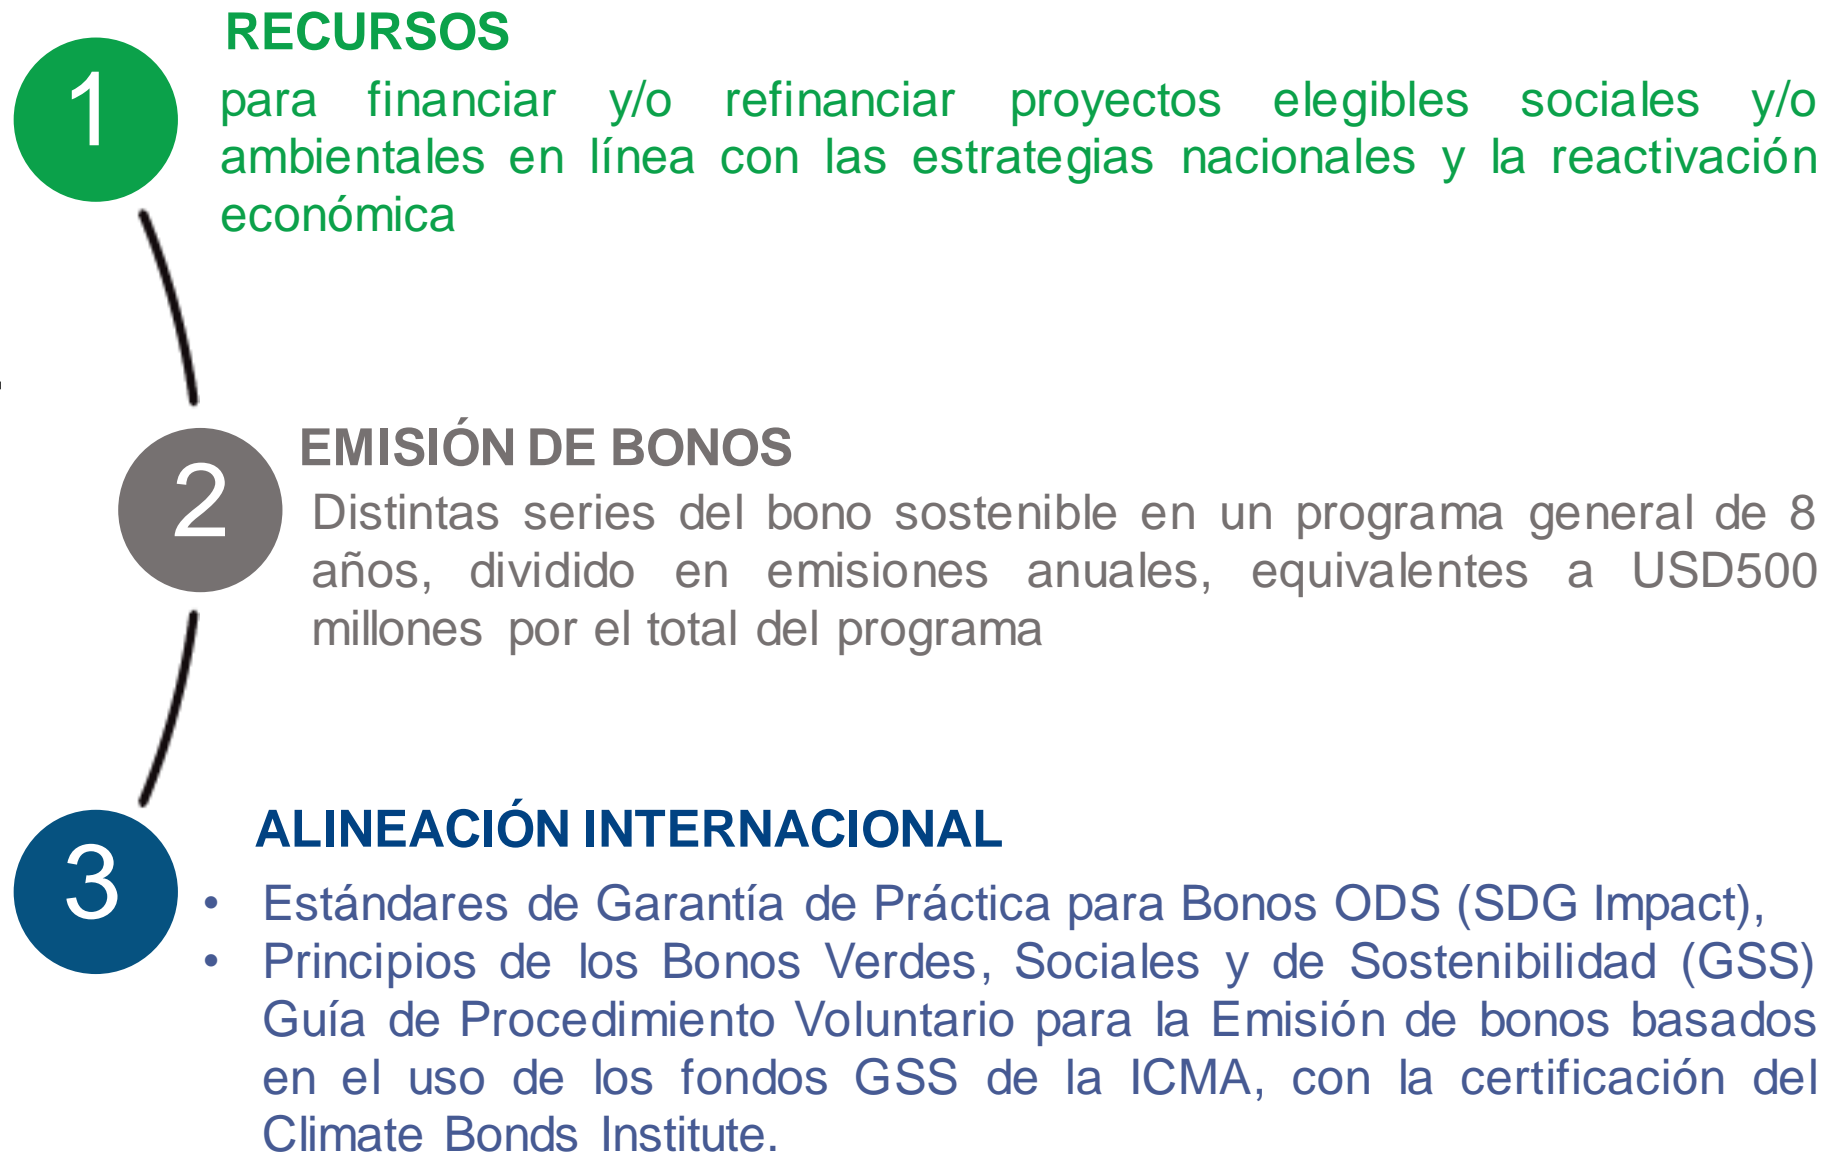 RECURSOS
1
para financiar y/o refinanciar proyectos elegibles sociales y/o
ambientales en línea con las estrategias nacionales y la reactivación
económica
EMISIÓN DE BONOS
2
Distintas series del bono sostenible en un programa general de 8
años, dividido en emisiones anuales, equivalentes a USD500
millones por el total del programa
ALINEACIÓN INTERNACIONAL
3
• Estándares de Garantía de Práctica para Bonos ODS (SDG Impact),
• Principios de los Bonos Verdes, Sociales y de Sostenibilidad (GSS)
Guía de Procedimiento Voluntario para la Emisión de bonos basados
en el uso de los fondos GSS de la ICMA, con la certificación del
Climate Bonds Institute.